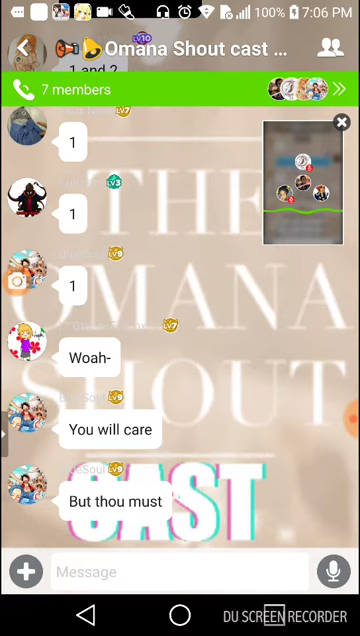 100% 7:06 PM
LV10
Omana Shout cast ...
1 and 2
7 members
LV7
1
LV3
1
LV9
1
LV7
Woah-
LV9
You will care
LV9
But thou must
THE
OMANA
SHOUT
CAST
Message
DU SCREEN RECORDER